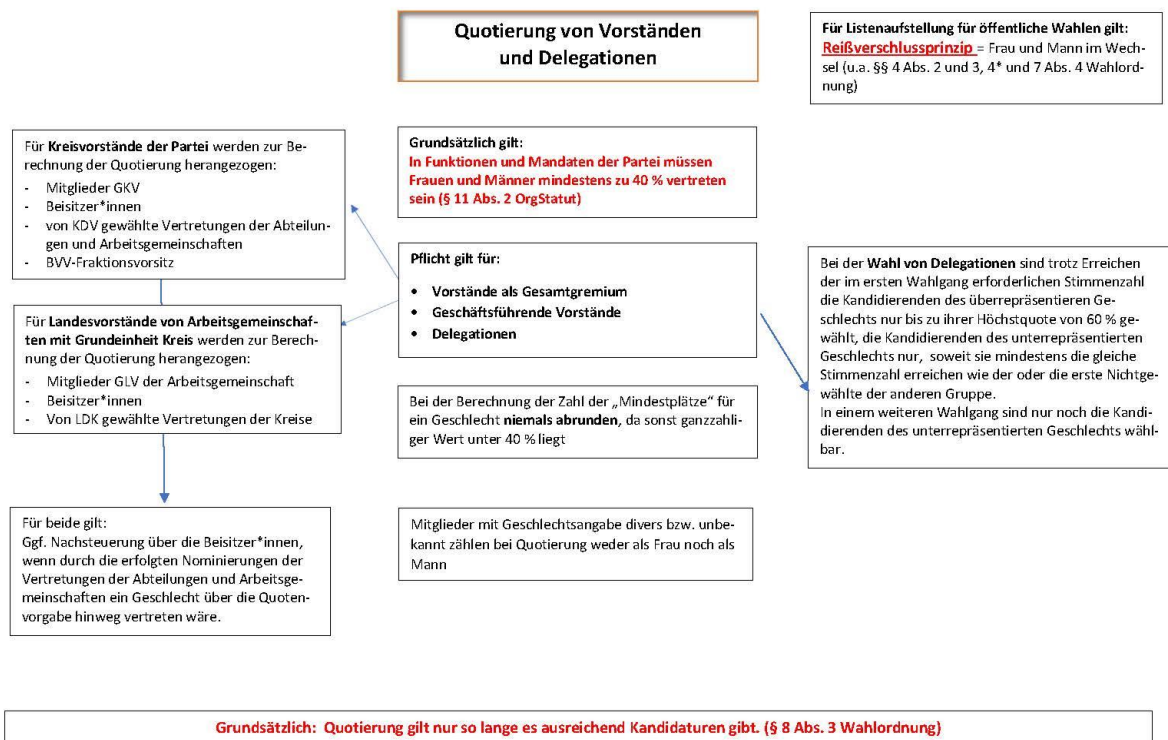 Quotierung von Vorständen
und Delegationen
Für Listenaufstellung für öffentliche Wahlen gilt:
Reißverschlussprinzip = Frau und Mann im Wech-
sel (u.a. §§ 4 Abs. 2 und 3, 4* und 7 Abs. 4 Wahlord-
nung)
Für Kreisvorstände der Partei werden zur Be-
rechnung der Quotierung herangezogen:
- Mitglieder GKV
- Beisitzer*innen
- von KDV gewählte Vertretungen der Abteilun-
gen und Arbeitsgemeinschaften
- BVV-Fraktionsvorsitz
Grundsätzlich gilt:
In Funktionen und Mandaten der Partei müssen
Frauen und Männer mindestens zu 40 % vertreten
sein (§ 11 Abs. 2 OrgStatut)
Pflicht gilt für:
• Vorstände als Gesamtgremium
• Geschäftsführende Vorstände
• Delegationen
Bei der Wahl von Delegationen sind trotz Erreichen
der im ersten Wahlgang erforderlichen Stimmenzahl
die Kandidierenden des überrepräsentieren Ge-
schlechts nur bis zu ihrer Höchstquote von 60 % ge-
wählt, die Kandidierenden des unterrepräsentierten
Geschlechts nur, soweit sie mindestens die gleiche
Stimmenzahl erreichen wie der oder die erste Nichtge-
wählte der anderen Gruppe.
In einem weiteren Wahlgang sind nur noch die Kandi-
dierenden des unterrepräsentierten Geschlechts wähl-
bar.
Für Landesvorstände von Arbeitsgemeinschaf-
ten mit Grundeinheit Kreis werden zur Berech-
nung der Quotierung herangezogen:
- Mitglieder GLV der Arbeitsgemeinschaft
- Beisitzer*innen
- Von LDK gewählte Vertretungen der Kreise
Bei der Berechnung der Zahl der „Mindestplätze“ für
ein Geschlecht niemals abrunden, da sonst ganzzahli-
ger Wert unter 40 % liegt
Für beide gilt:
Ggf. Nachsteuerung über die Beisitzer*innen,
wenn durch die erfolgten Nominierungen der
Vertretungen der Abteilungen und Arbeitsge-
meinschaften ein Geschlecht über die Quoten-
vorgabe hinweg vertreten wäre.
Mitglieder mit Geschlechtsangabe divers bzw. unbe-
kannt zählen bei Quotierung weder als Frau noch als
Mann
Grundsätzlich: Quotierung gilt nur so lange es ausreichend Kandidaturen gibt. (§ 8 Abs. 3 Wahlordnung)